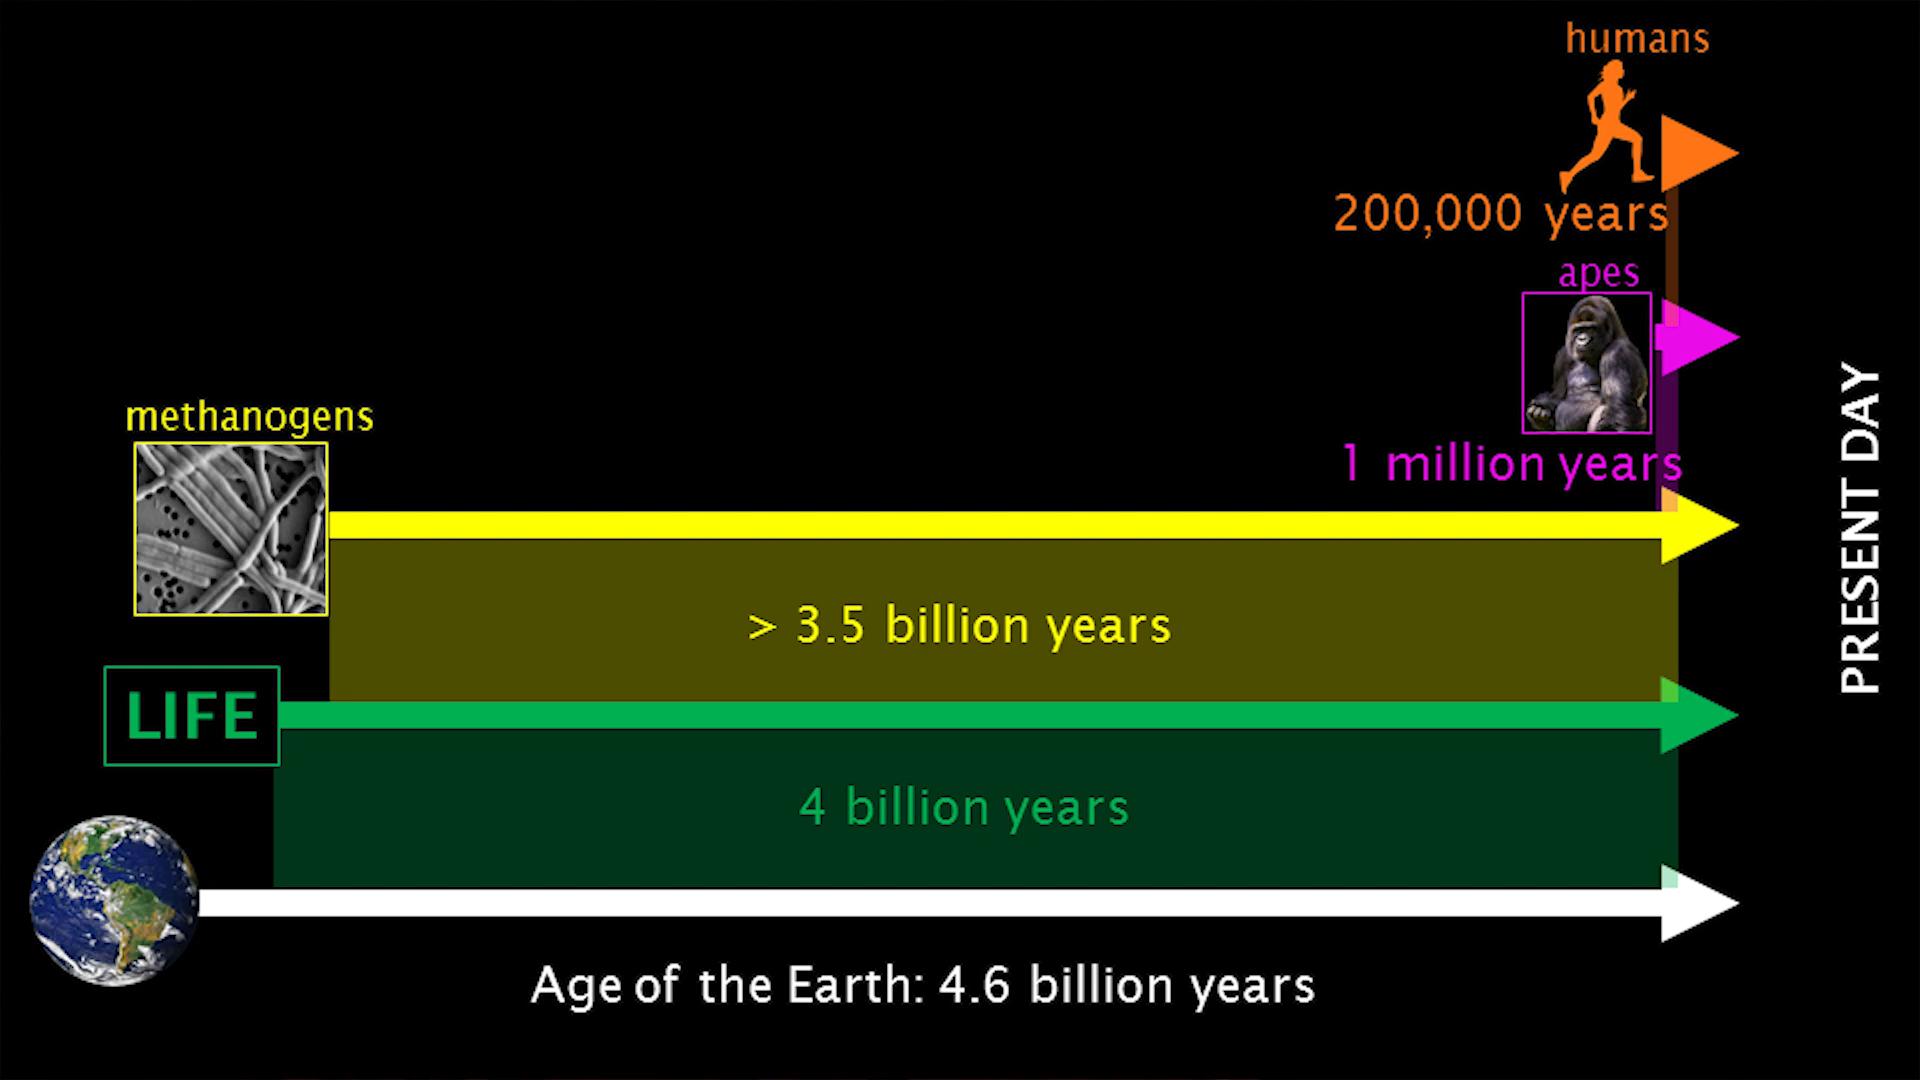 humans
200,000 years
apes
1 million years
methanogens
> 3.5 billion years
LIFE
4 billion years
Age of the Earth: 4.6 billion years
PRESENT DAY